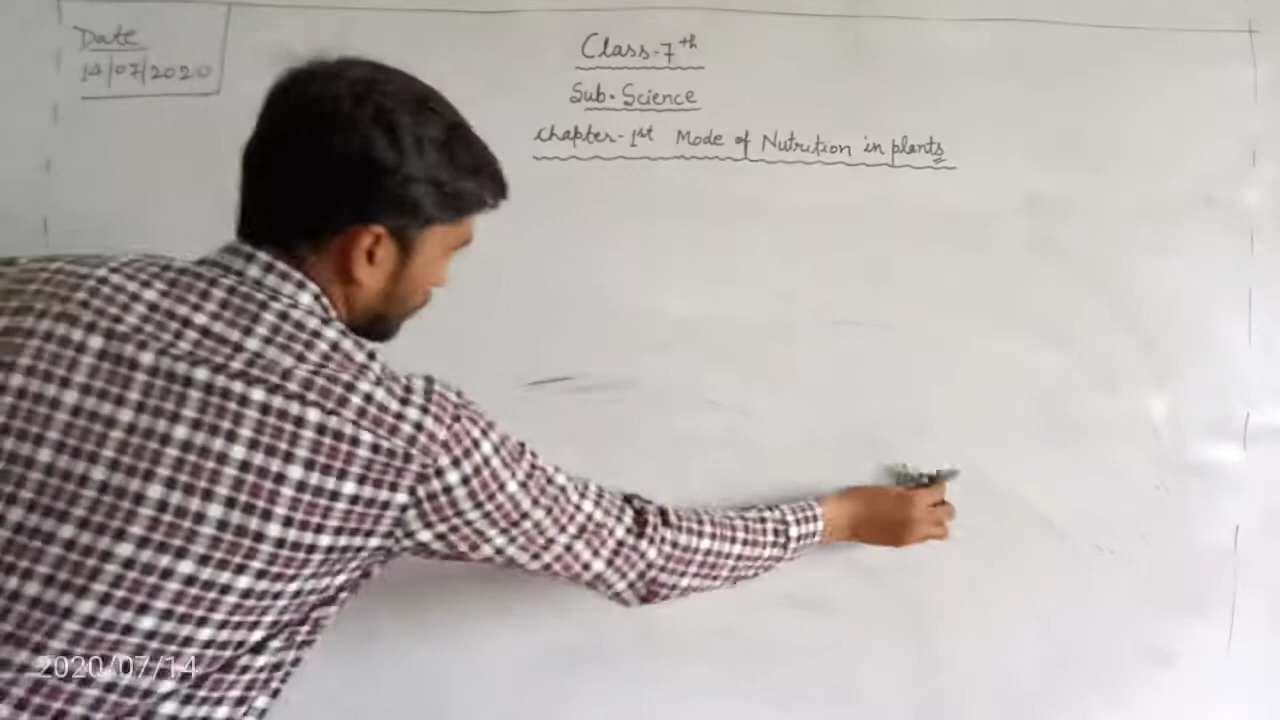 Date
14/07/2020
Class-7th
Sub. Science
Chapter-1st Mode of Nutrition in plants
2020/07/14